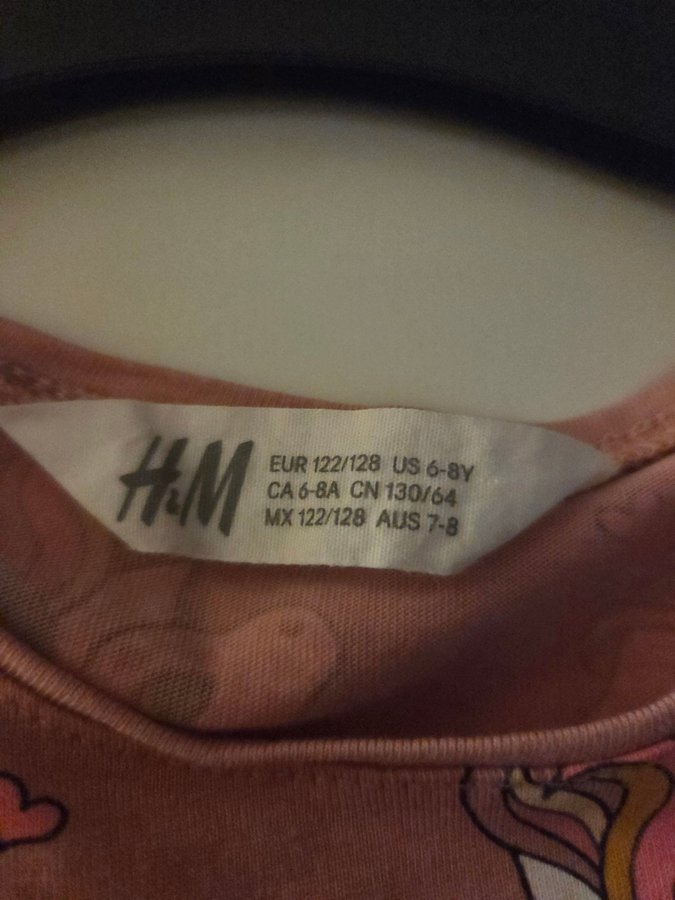 H&M
EUR 122/128 US 6-8Y
CA 6-8A CN 130/64
MX 122/128 AUS 7-8